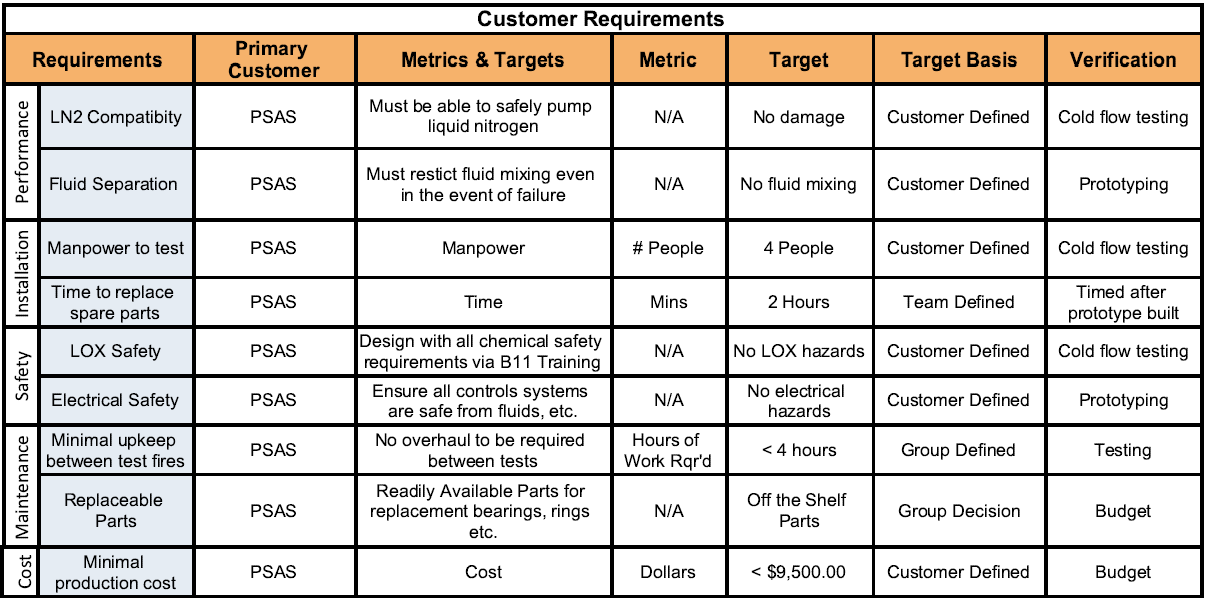 Customer Requirements
Requirements Primary Customer Metrics & Targets Metric Target Target Basis Verification
Performance
LN2 Compatibity PSAS Must be able to safely pump liquid nitrogen N/A No damage Customer Defined Cold flow testing
Fluid Separation PSAS Must restict fluid mixing even in the event of failure N/A No fluid mixing Customer Defined Prototyping
Installation
Manpower to test PSAS Manpower # People 4 People Customer Defined Cold flow testing
Time to replace spare parts PSAS Time Mins 2 Hours Team Defined Timed after prototype built
Safety
LOX Safety PSAS Design with all chemical safety requirements via B11 Training N/A No LOX hazards Customer Defined Cold flow testing
Electrical Safety PSAS Ensure all controls systems are safe from fluids, etc. N/A No electrical hazards Customer Defined Prototyping
Maintenance
Minimal upkeep between test fires PSAS No overhaul to be required between tests Hours of Work Rqr'd < 4 hours Group Defined Testing
Replaceable Parts PSAS Readily Available Parts for replacement bearings, rings etc. N/A Off the Shelf Parts Group Decision Budget
Cost
Minimal production cost PSAS Cost Dollars < $9,500.00 Customer Defined Budget